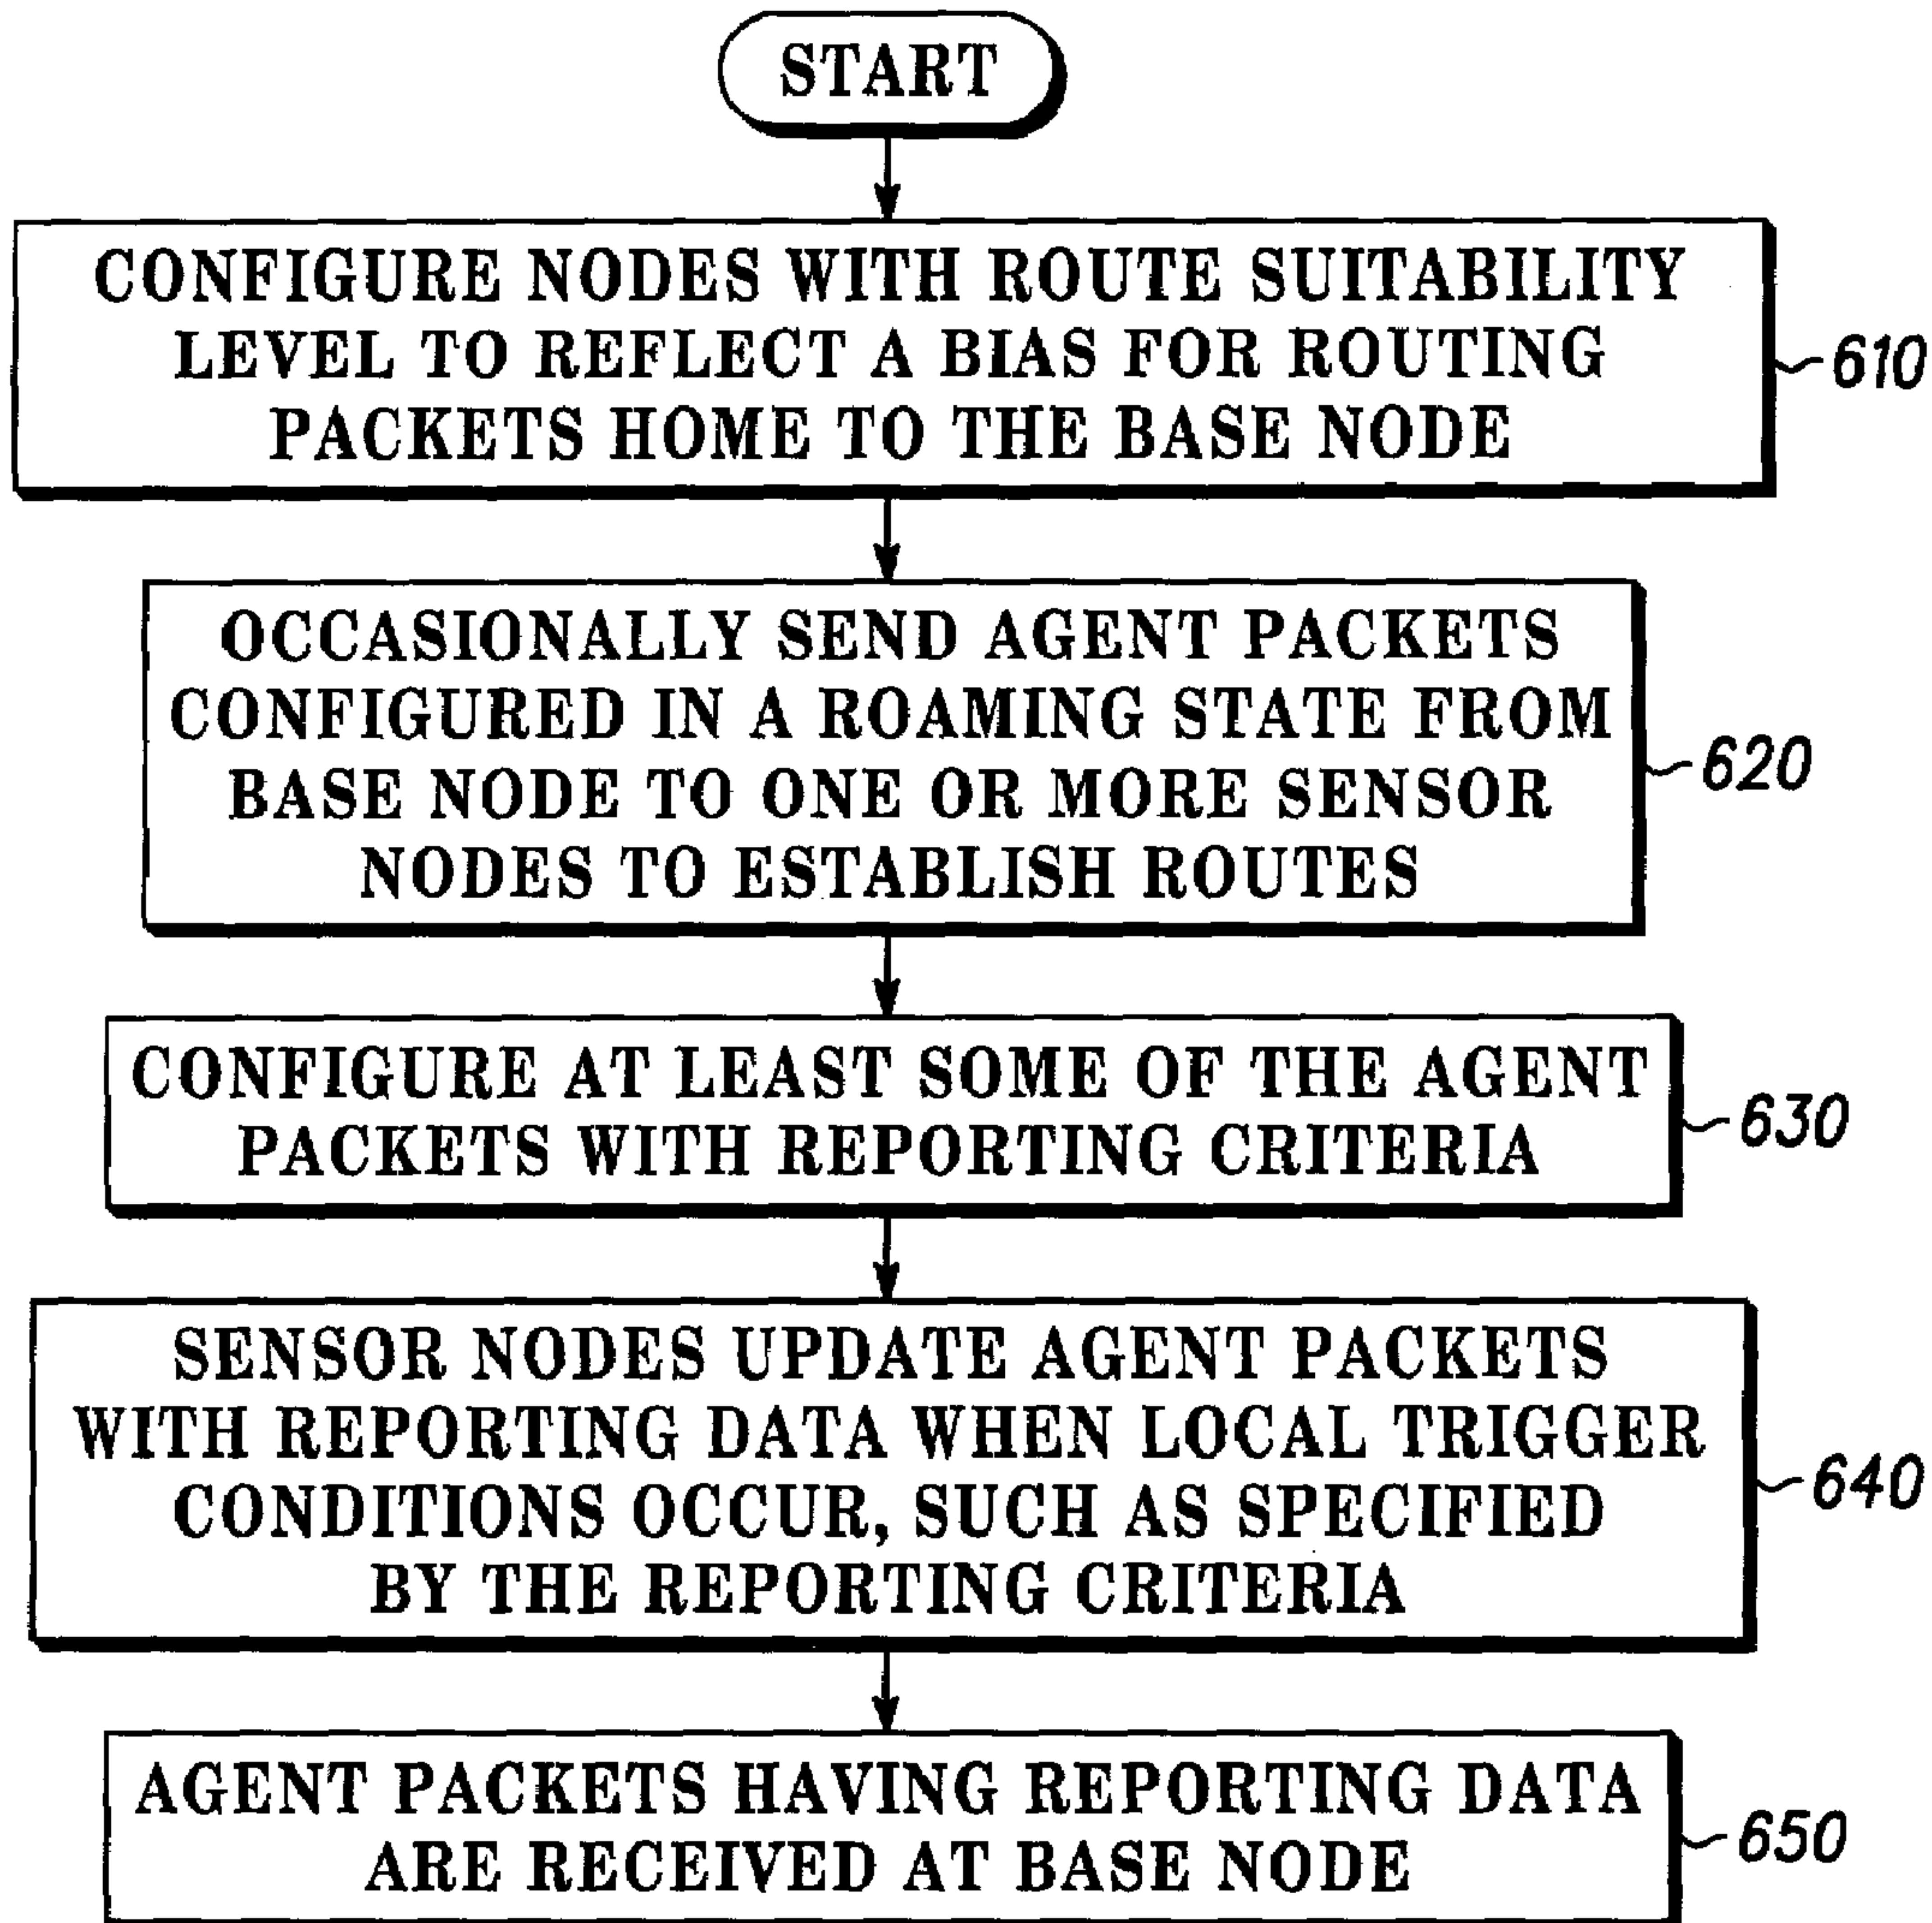 START
CONFIGURE NODES WITH ROUTE SUITABILITY
LEVEL TO REFLECT A BIAS FOR ROUTING
PACKETS HOME TO THE BASE NODE
610
OCCASIONALLY SEND AGENT PACKETS
CONFIGURED IN A ROAMING STATE FROM
BASE NODE TO ONE OR MORE SENSOR
NODES TO ESTABLISH ROUTES
620
CONFIGURE AT LEAST SOME OF THE AGENT
PACKETS WITH REPORTING CRITERIA
630
SENSOR NODES UPDATE AGENT PACKETS
WITH REPORTING DATA WHEN LOCAL TRIGGER
CONDITIONS OCCUR, SUCH AS SPECIFIED
BY THE REPORTING CRITERIA
640
AGENT PACKETS HAVING REPORTING DATA
ARE RECEIVED AT BASE NODE
650